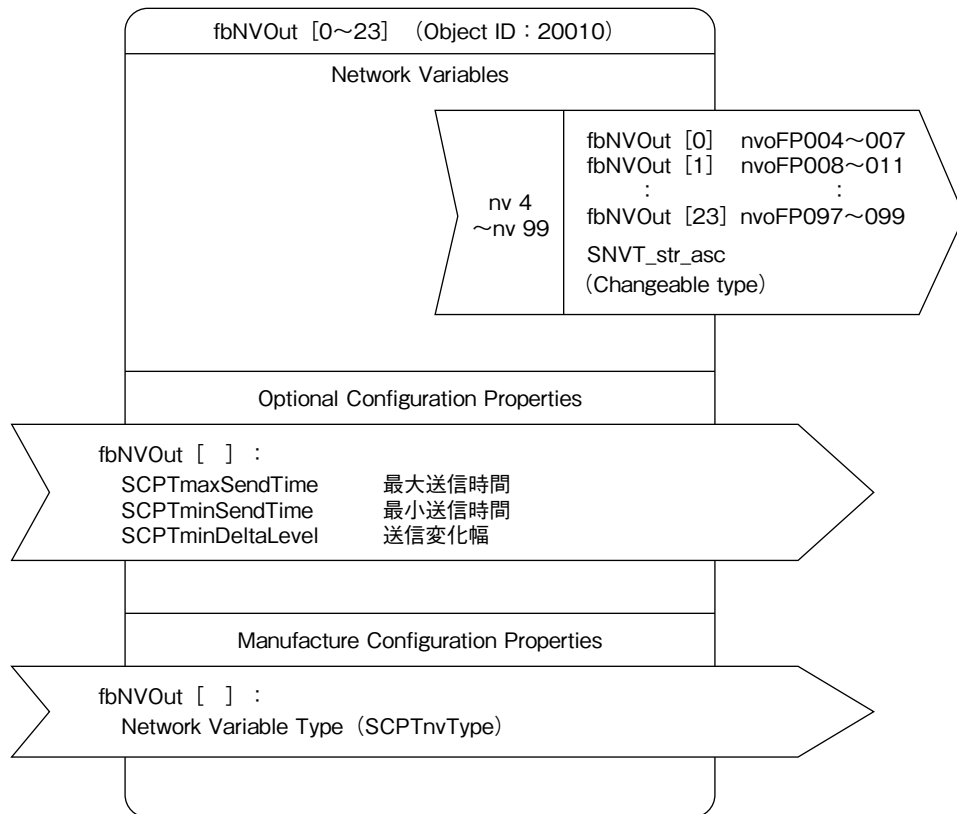 fbNVOut［0～23］（Object ID：20010）
Network Variables
nv 4
～nv 99
fbNVOut［0］ nvoFP004～007
fbNVOut［1］ nvoFP008～011
： ：
fbNVOut［23］nvoFP097～099
SNVT_str_asc
（Changeable type）
Optional Configuration Properties
fbNVOut［ ］：
SCPTmaxSendTime 最大送信時間
SCPTminSendTime 最小送信時間
SCPTminDeltaLevel 送信変化幅
Manufacture Configuration Properties
fbNVOut［ ］：
Network Variable Type（SCPTnvType）